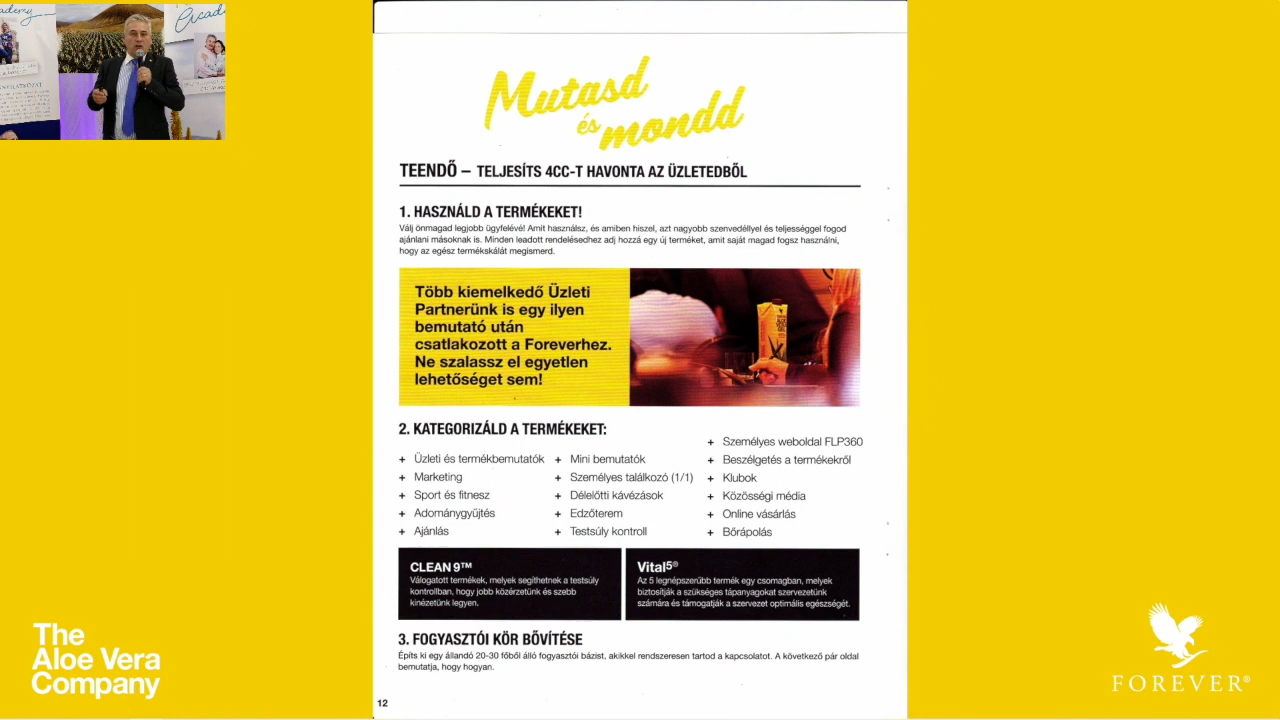 Mutasd
és mondd
TEENDŐ – TELJESÍTS 4CC-T HAVONTA AZ ÜZLETEDBŐL
1. HASZNÁLD A TERMÉKEKET!
Válj önmagad legjobb ügyfelévé! Amit használsz, és amiben hiszel, azt nagyobb szenvedéllyel és teljességgel fogod
ajánlani másoknak is. Minden leadott rendelésedhez adj hozzá egy új terméket, amit saját magad fogsz használni,
hogy az egész termékskálát megismerd.
Több kiemelkedő Üzleti
Partnerünk is egy ilyen
bemutató után
csatlakozott a Foreverhez.
Ne szalassz el egyetlen
lehetőséget sem!
2. KATEGORIZÁLD A TERMÉKEKET:
+ Üzleti és termékbemutatók
+ Marketing
+ Sport és fitnesz
+ Adománygyűjtés
+ Ajánlás
+ Mini bemutatók
+ Személyes találkozó (1/1)
+ Délelőtti kávézások
+ Edzőterem
+ Testsúly kontroll
+ Személyes weboldal FLP360
+ Beszélgetés a termékekről
+ Klubok
+ Közösségi média
+ Online vásárlás
+ Bőrápolás
CLEAN 9™
Válogatott termékek, melyek segíthetnek a testsúly
kontrollban, hogy jobb közérzetünk és szebb
kinézetünk legyen.
Vital5®
Az 5 legnépszerűbb termék egy csomagban, melyek
biztosítják a szükséges tápanyagokat szervezetünk
számára és támogatják a szervezet optimális egészségét.
3. FOGYASZTÓI KÖR BŐVÍTÉSE
Építs ki egy állandó 20-30 főből álló fogyasztói bázist, akikkel rendszeresen tartod a kapcsolatot. A következő pár oldal
bemutatja, hogy hogyan.
12
The
Aloe Vera
Company
FOREVER®